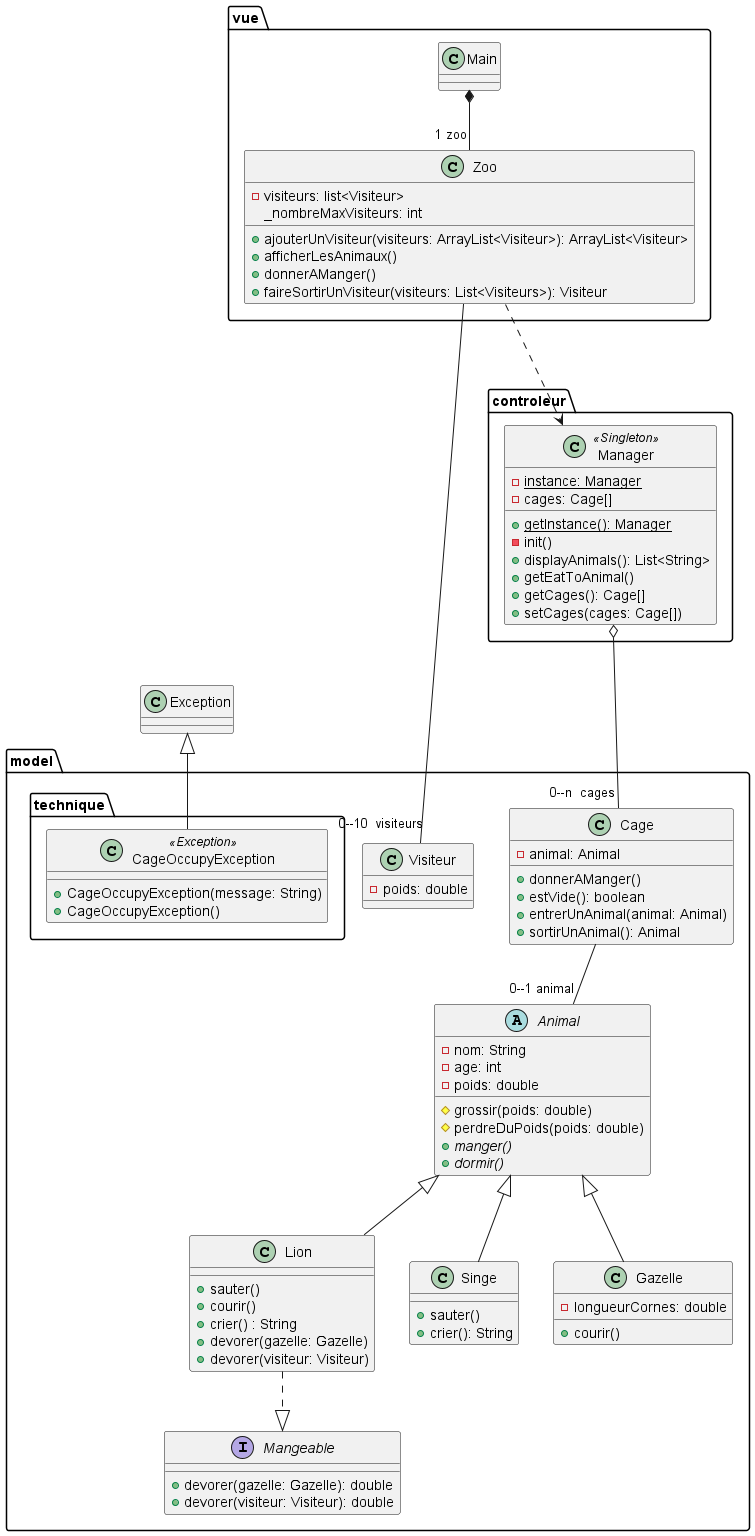 vue
C Main
1 zoo
C Zoo
visiteurs: list<Visiteur>
_nombreMaxVisiteurs: int
ajouterUnVisiteur(visiteurs: ArrayList<Visiteur>): ArrayList<Visiteur>
afficherLesAnimaux()
donnerAManger()
faireSortirUnVisiteur(visiteurs: List<Visiteurs>): Visiteur
controleur
«Singleton»
C Manager
instance: Manager
cages: Cage[]
getInstance(): Manager
init()
displayAnimals(): List<String>
getEatToAnimal()
getCages(): Cage[]
setCages(cages: Cage[])
C Exception
model
technique
«Exception»
C CageOccupyException
CageOccupyException(message: String)
CageOccupyException()
0--10 visiteurs
C Visiteur
poids: double
0--n cages
C Cage
animal: Animal
donnerAManger()
estVide(): boolean
entrerUnAnimal(animal: Animal)
sortirUnAnimal(): Animal
0--1 animal
A Animal
nom: String
age: int
poids: double
grossir(poids: double)
perdreDuPoids(poids: double)
manger()
dormir()
C Lion
sauter()
courir()
crier() : String
devorer(gazelle: Gazelle)
devorer(visiteur: Visiteur)
C Singe
sauter()
crier(): String
C Gazelle
longueurCornes: double
courir()
I Mangeable
devorer(gazelle: Gazelle): double
devorer(visiteur: Visiteur): double